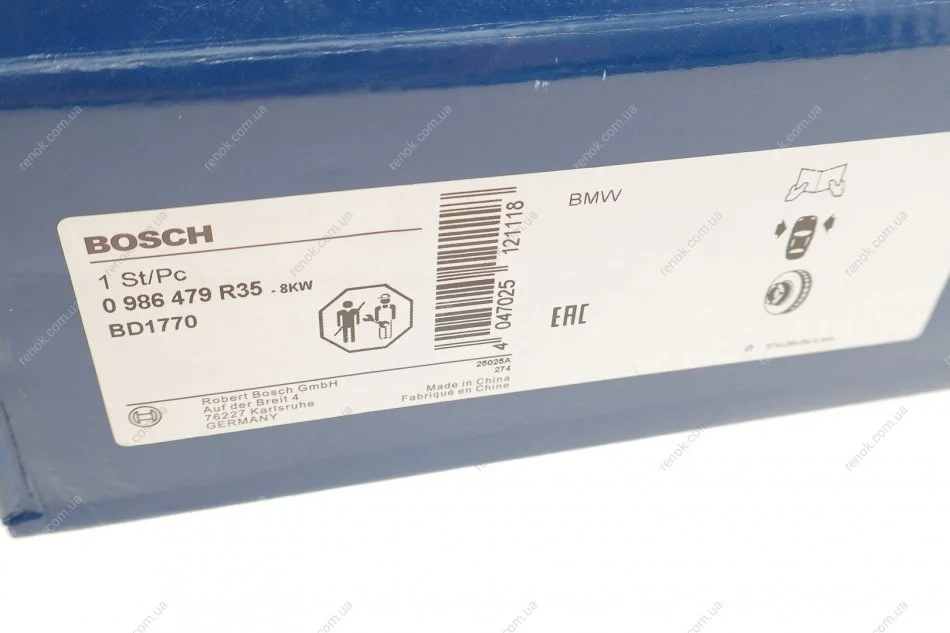 BOSCH
1 St/Pc
0 986 479 R35 - 8KW
BD1770
Robert Bosch GmbH
Auf der Breit 4
76227 Karlsruhe
GERMANY
4 047025 121118
25025A
274
Made in China
Fabriqué en Chine
BMW
EAC
renok.com.ua